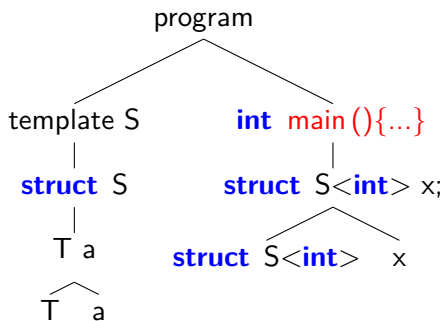 program
template S int main(){...}
struct S struct S<int> x;
T a struct S<int> x
T a